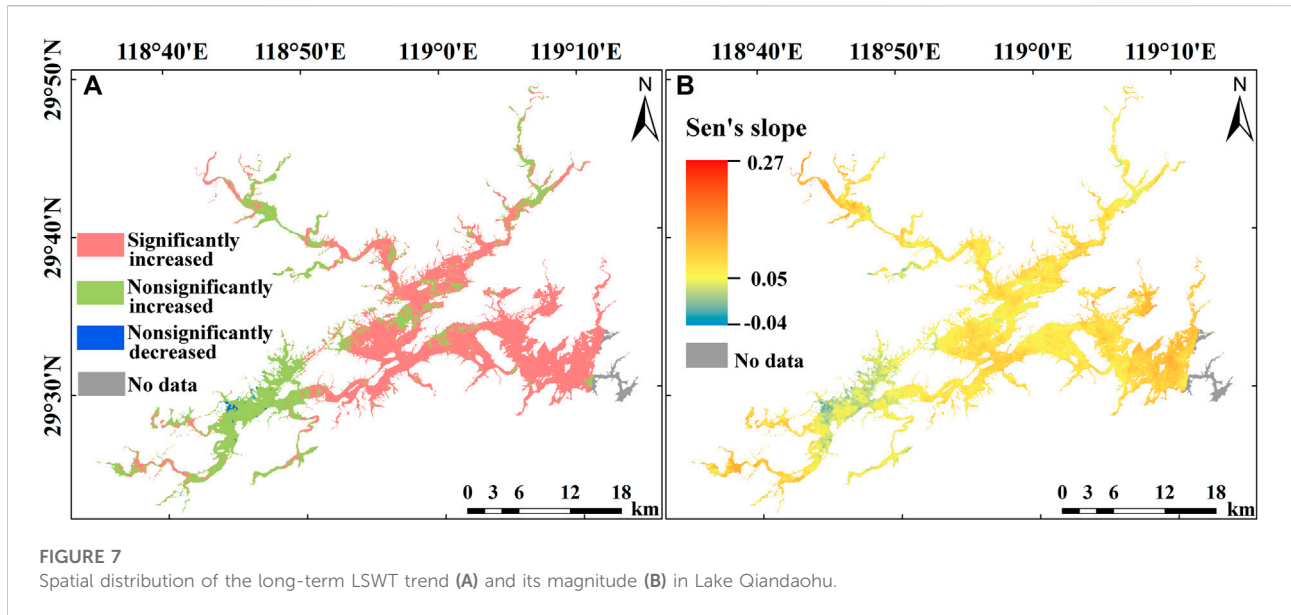 118°40'E 118°50'E 119°0'E 119°10'E 118°40'E 118°50'E 119°0'E 119°10'E
29°50'N
29°40'N
29°30'N
A
N
Significantly
increased
Nonsignificantly
increased
Nonsignificantly
decreased
No data
0 3 6 12 18
km
B
N
Sen's slope
0.27
0.05
-0.04
No data
0 3 6 12 18
km
FIGURE 7
Spatial distribution of the long-term LSWT trend (A) and its magnitude (B) in Lake Qiandaohu.